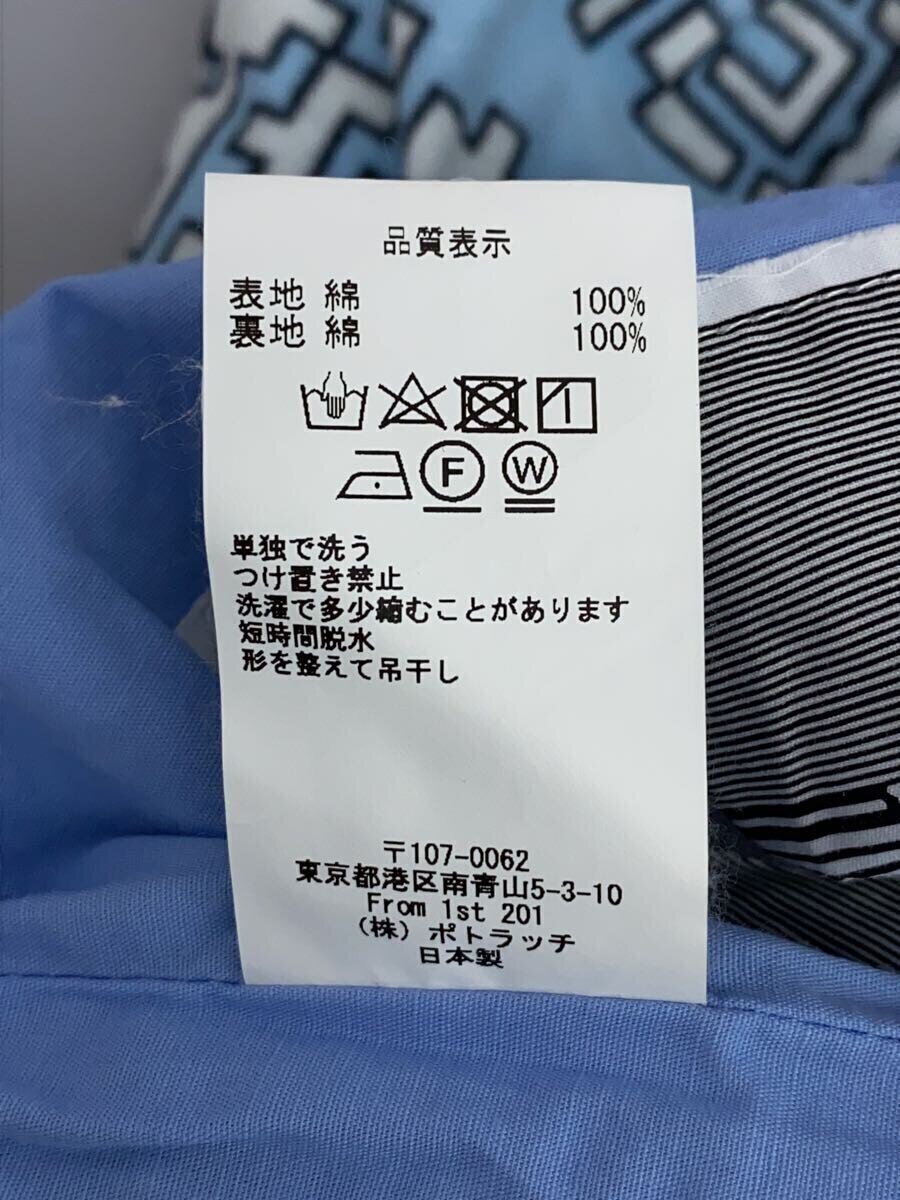 品質表示
表地 綿 100%
裏地 綿 100%
F W
単独で洗う
つけ置き禁止
洗濯で多少縮むことがあります
短時間脱水
形を整えて吊干し
〒107-0062
東京都港区南青山5-3-10
From 1st 201
(株) ポトラッチ
日本製